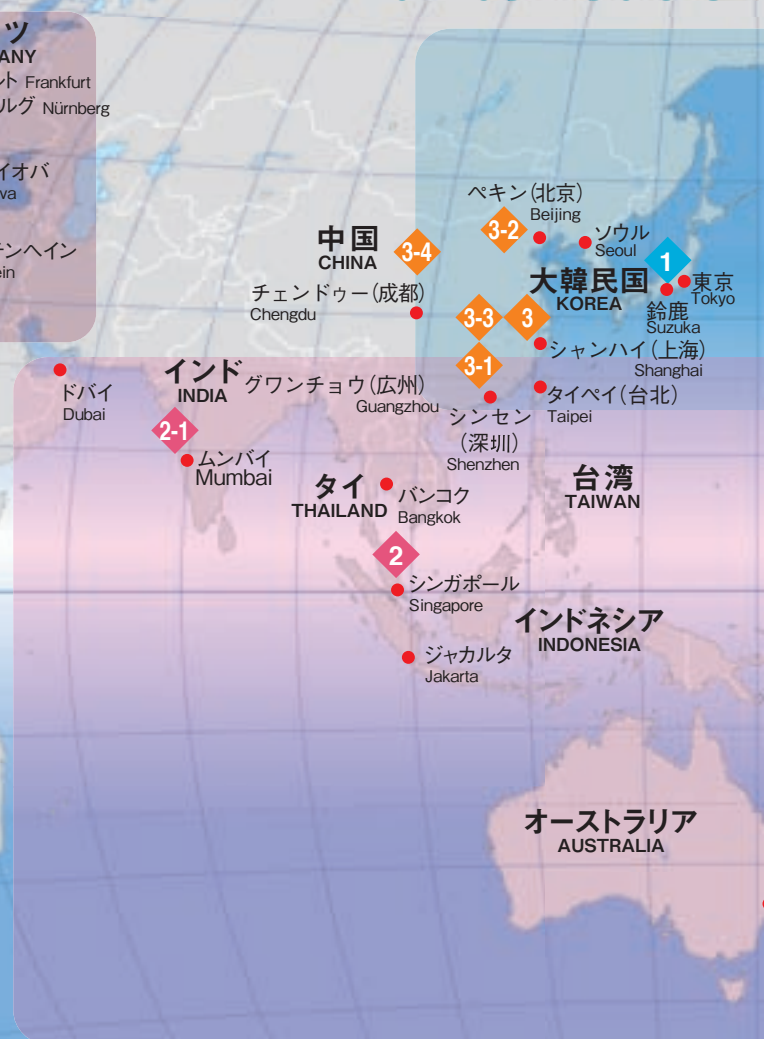 ツ
ANY
ト Frankfurt
ルグ Nürnberg
イオバ
va
テンヘイン
ein
ペキン(北京)
Beijing
3-2
ソウル
Seoul
中国
CHINA
3-4
1
大韓民国
KOREA
東京
Tokyo
チェンドゥー(成都)
Chengdu
3-3
3
鈴鹿
Suzuka
シャンハイ(上海)
Shanghai
3-1
ドバイ
Dubai
インド
INDIA
グワンチョウ(広州)
Guangzhou
タイペイ(台北)
Taipei
シンセン
(深圳)
Shenzhen
2-1
ムンバイ
Mumbai
タイ
THAILAND
バンコク
Bangkok
台湾
TAIWAN
2
シンガポール
Singapore
インドネシア
INDONESIA
ジャカルタ
Jakarta
オーストラリア
AUSTRALIA